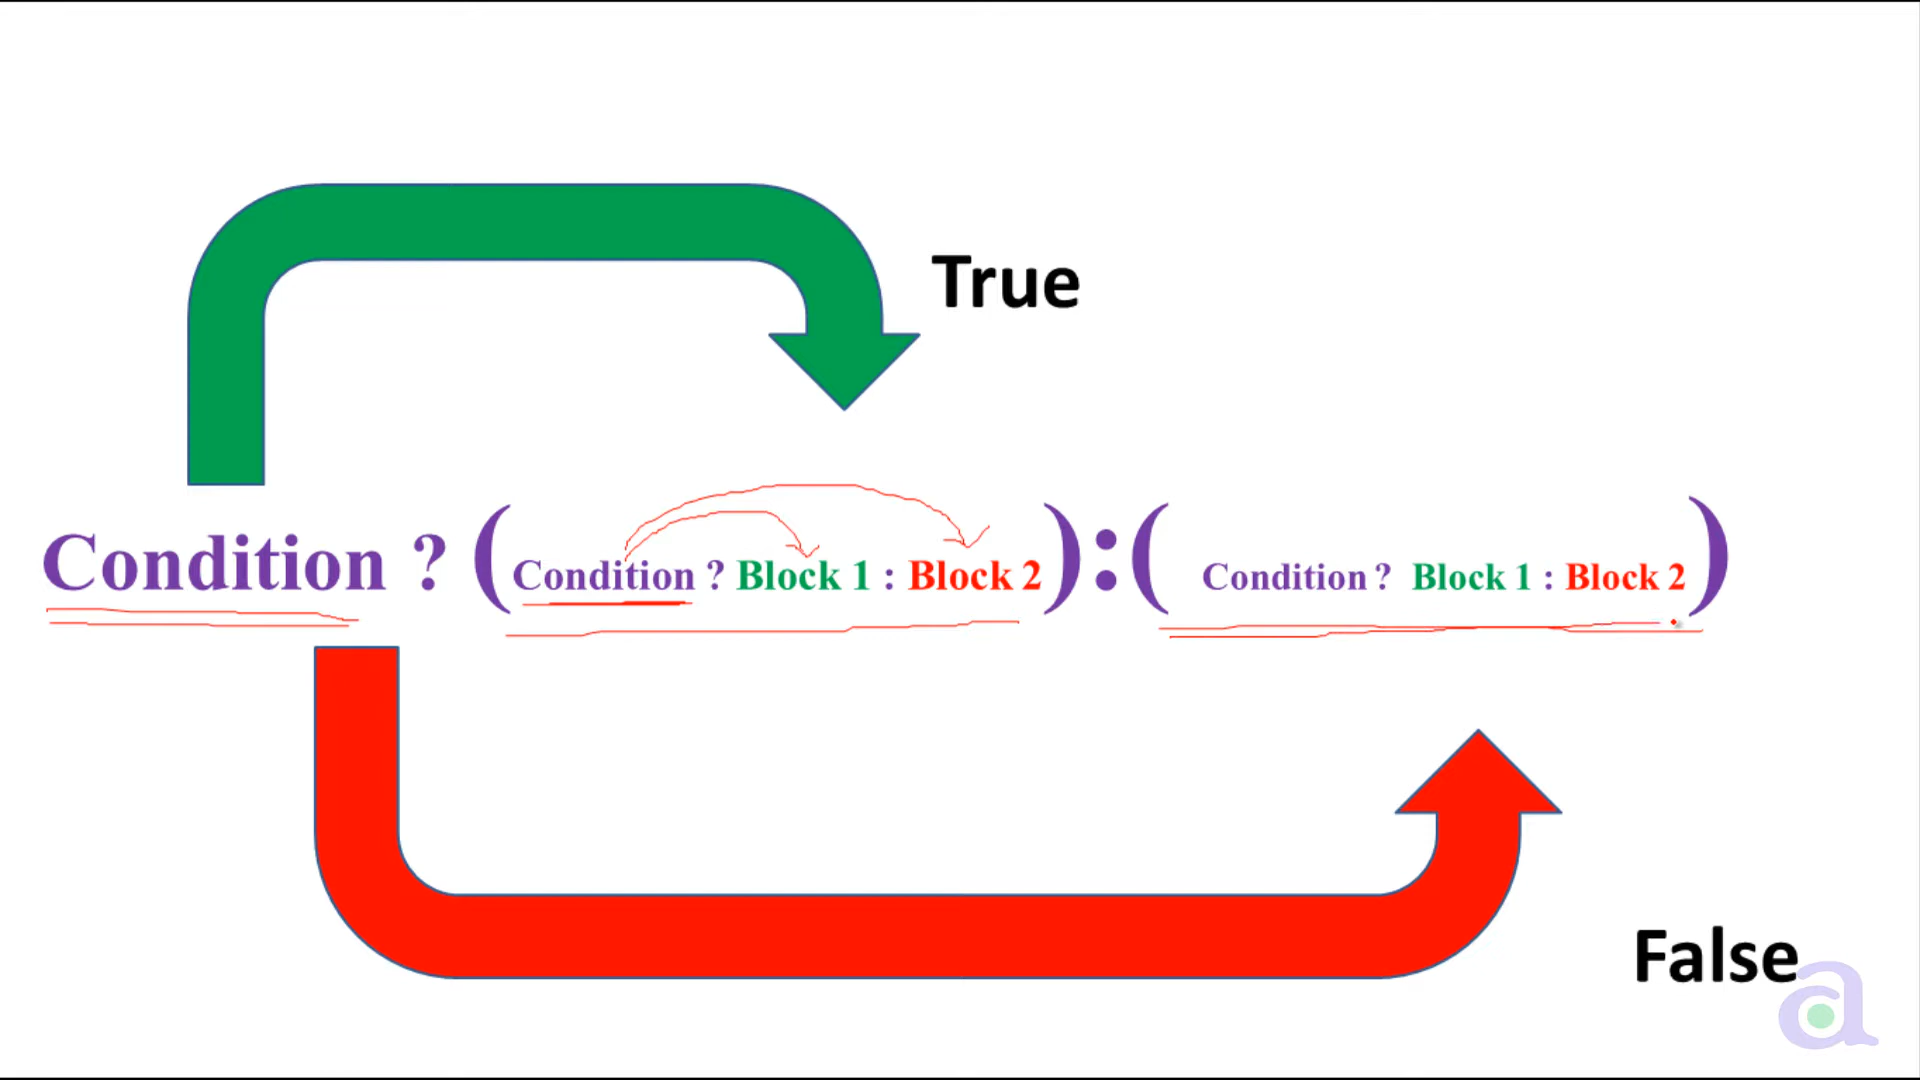 True
Condition ? ( Condition ? Block 1 : Block 2 ) : ( Condition ? Block 1 : Block 2 )
False
a